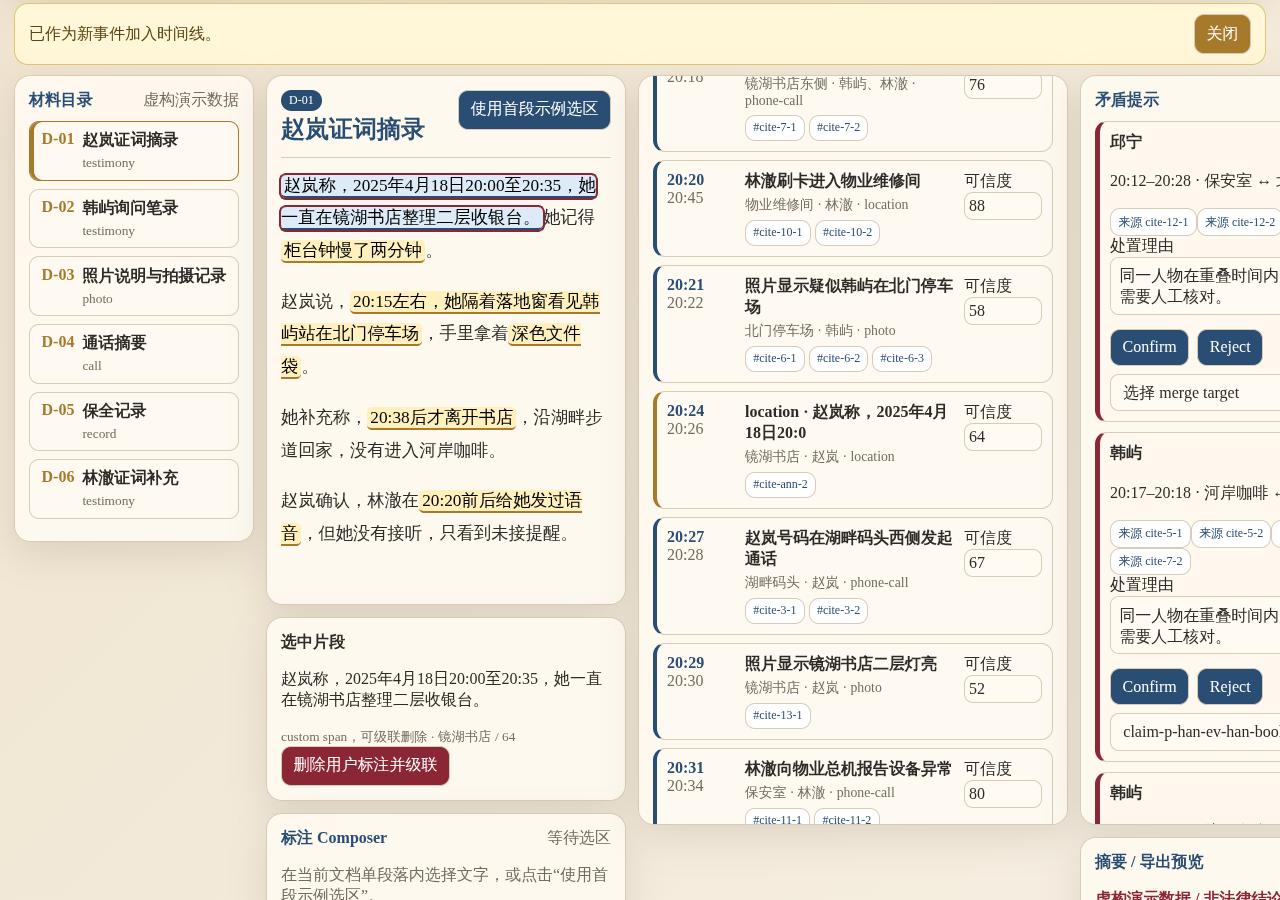 已作为新事件加入时间线。
关闭
材料目录
虚构演示数据
D-01 赵岚证词摘录
testimony
D-02 韩屿询问笔录
testimony
D-03 照片说明与拍摄记录
photo
D-04 通话摘要
call
D-05 保全记录
record
D-06 林澈证词补充
testimony
D-01
赵岚证词摘录
使用首段示例选区
赵岚称，2025年4月18日20:00至20:35，她
一直在镜湖书店整理二层收银台。她记得
柜台钟慢了两分钟。
赵岚说，20:15左右，她隔着落地窗看见韩
屿站在北门停车场，手里拿着深色文件
袋。
她补充称，20:38后才离开书店，沿湖畔步
道回家，没有进入河岸咖啡。
赵岚确认，林澈在20:20前后给她发过语
音，但她没有接听，只看到未接提醒。
选中片段
赵岚称，2025年4月18日20:00至20:35，她一直
在镜湖书店整理二层收银台。
custom span，可级联删除 · 镜湖书店 / 64
删除用户标注并级联
标注 Composer
等待选区
在当前文档单段落内选择文字，或点击“使用首
段示例选区”。
20:18
镜湖书店东侧 · 韩屿、林澈 ·
phone-call
76
#cite-7-1 #cite-7-2
20:20
20:45
林澈刷卡进入物业维修间
物业维修间 · 林澈 · location
#cite-10-1 #cite-10-2
可信度
88
20:21
20:22
照片显示疑似韩屿在北门停车
场
北门停车场 · 韩屿 · photo
#cite-6-1 #cite-6-2 #cite-6-3
可信度
58
20:24
20:26
location · 赵岚称，2025年4月
18日20:0
镜湖书店 · 赵岚 · location
#cite-ann-2
可信度
64
20:27
20:28
赵岚号码在湖畔码头西侧发起
通话
湖畔码头 · 赵岚 · phone-call
#cite-3-1 #cite-3-2
可信度
67
20:29
20:30
照片显示镜湖书店二层灯亮
镜湖书店 · 赵岚 · photo
#cite-13-1
可信度
52
20:31
20:34
林澈向物业总机报告设备异常
保安室 · 林澈 · phone-call
#cite-11-1 #cite-11-2
可信度
80
矛盾提示
邱宁
20:12–20:28 · 保安室 ↔
来源 cite-12-1 来源 cite-12-2
处置理由
同一人物在重叠时间内
需要人工核对。
Confirm Reject
选择 merge target
韩屿
20:17–20:18 · 河岸咖啡
来源 cite-5-1 来源 cite-5-2
来源 cite-7-2
处置理由
同一人物在重叠时间内
需要人工核对。
Confirm Reject
claim-p-han-ev-han-boo
韩屿
摘要 / 导出预览
虚构演示数据 / 非法律结论